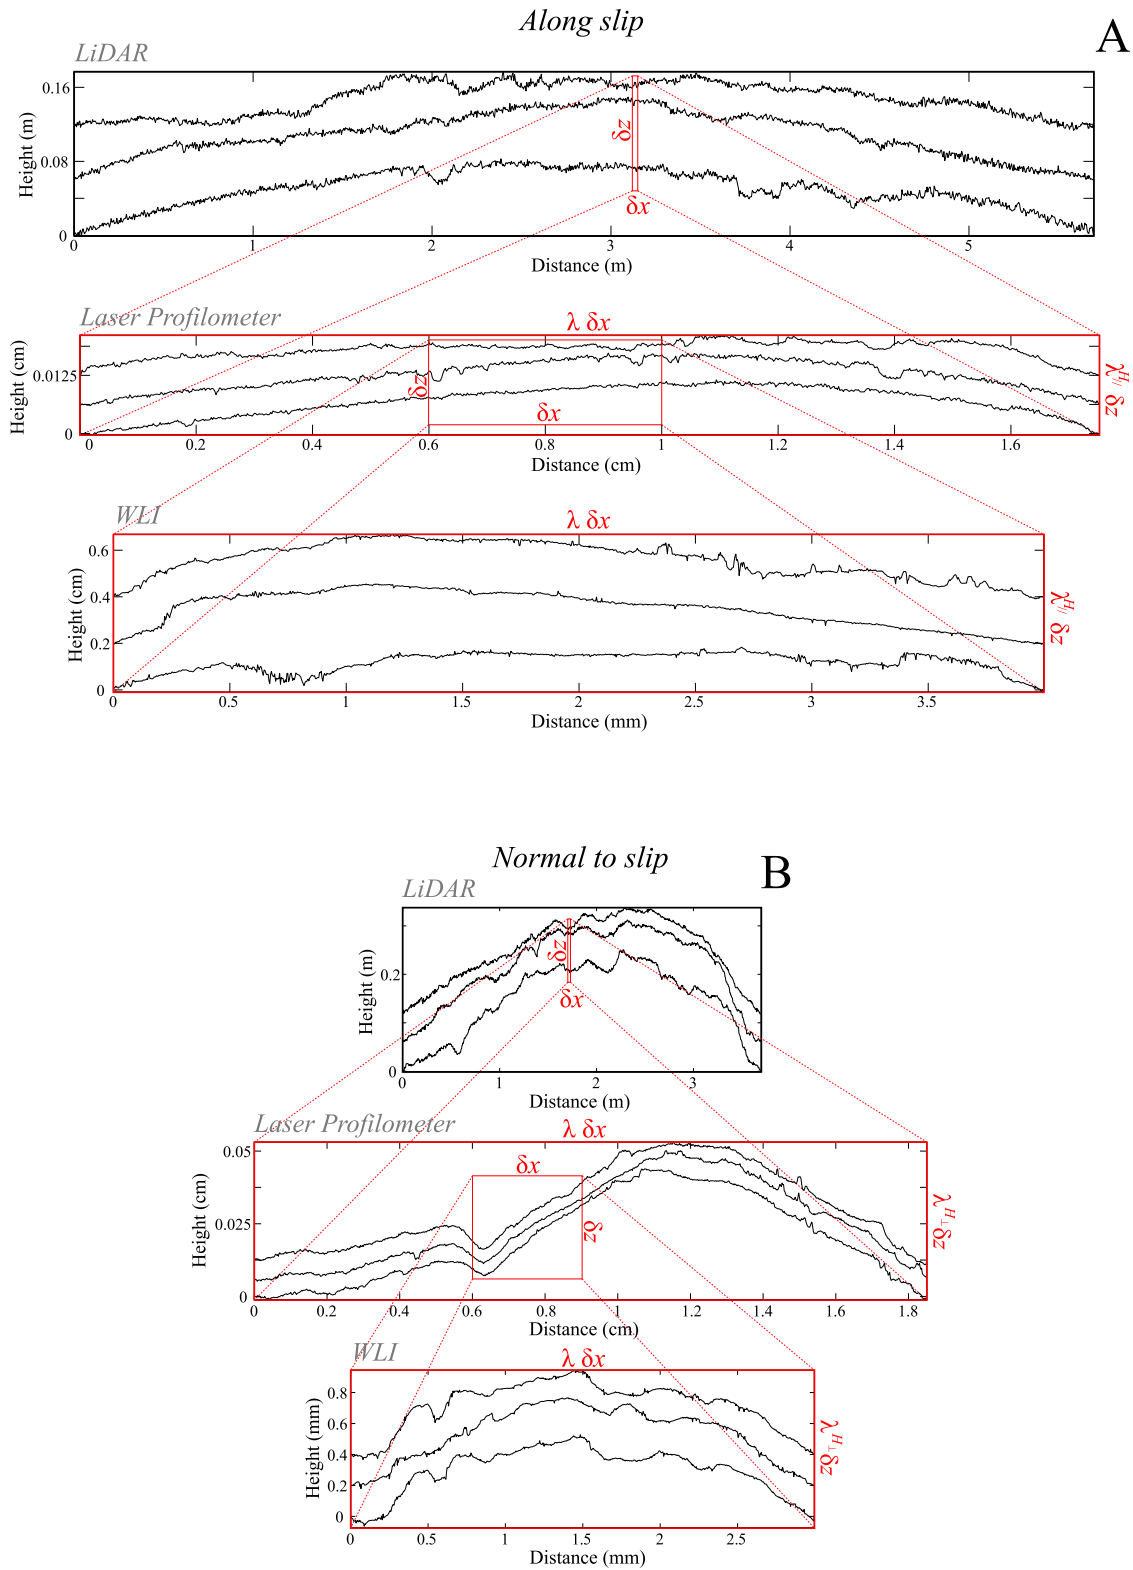 Along slip
A
LiDAR
Height (m)
0.16
0.08
0
δz
δx
0 1 2 3 4 5
Distance (m)
Laser Profilometer
λ δx
Height (cm)
0.0125
0
δz
δx
λ^H// δz
0 0.2 0.4 0.6 0.8 1 1.2 1.4 1.6
Distance (cm)
WLI
λ δx
Height (cm)
0.6
0.4
0.2
0
λ^H// δz
0 0.5 1 1.5 2 2.5 3 3.5
Distance (mm)
Normal to slip
B
LiDAR
Height (m)
0.2
0
δz
δx
0 1 2 3
Distance (m)
Laser Profilometer
λ δx
Height (cm)
0.05
0.025
0
δx
δz
λ^H⊥ δz
0 0.2 0.4 0.6 0.8 1 1.2 1.4 1.6 1.8
Distance (cm)
WLI
λ δx
Height (mm)
0.8
0.6
0.4
0.2
0
λ^H⊥ δz
0 0.5 1 1.5 2 2.5
Distance (mm)